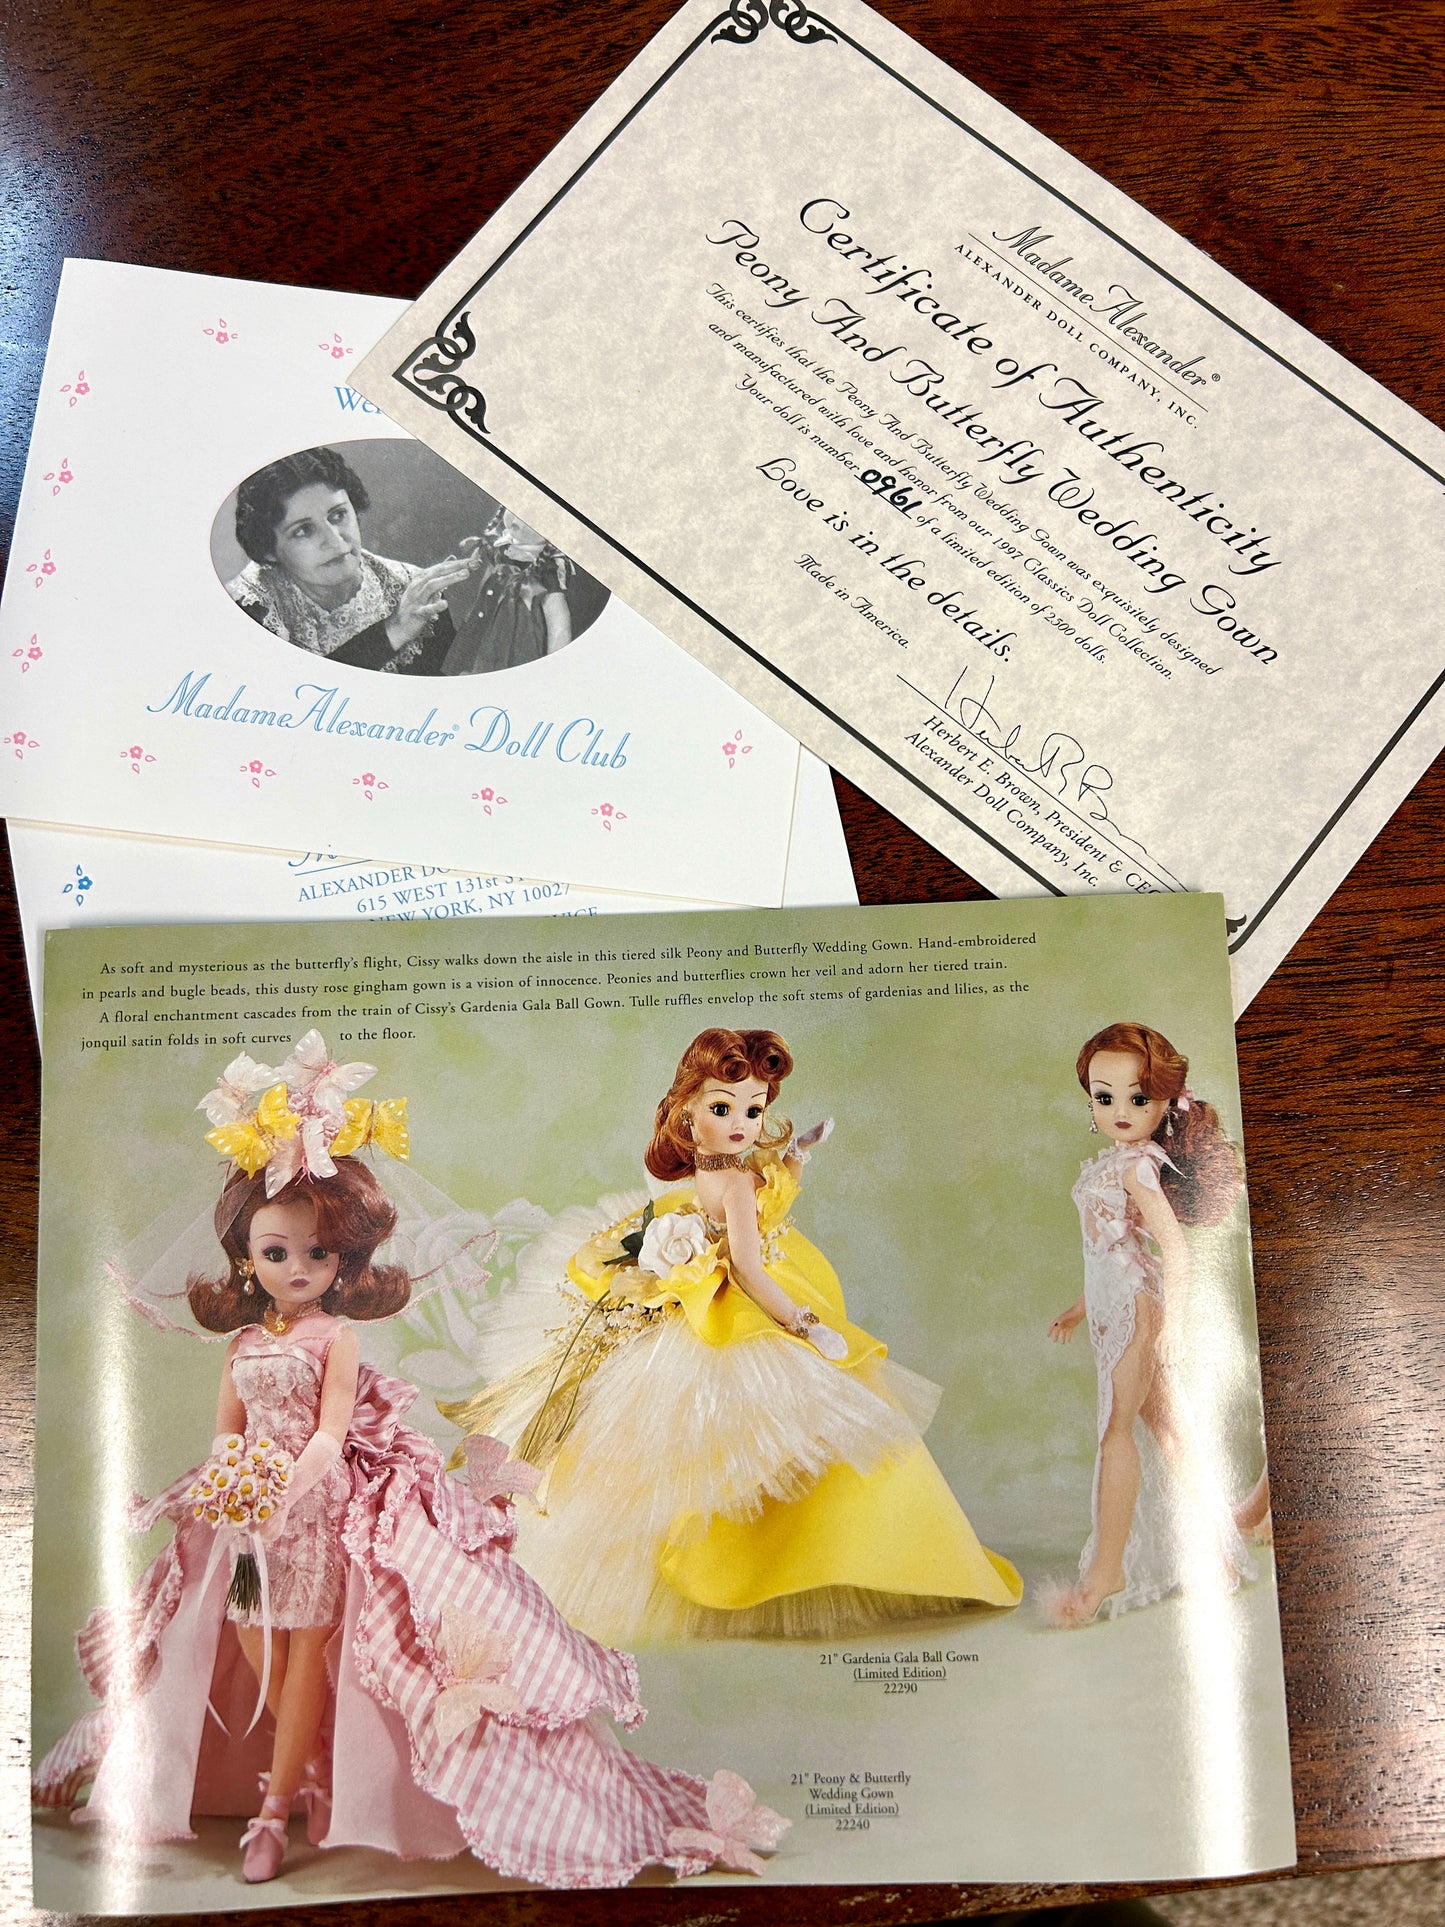 Madame Alexander®
ALEXANDER DOLL COMPANY, INC.
Certificate of Authenticity
Peony And Butterfly Wedding Gown
This certifies that the Peony And Butterfly Wedding Gown was exquisitely designed
and manufactured with love and honor from our 1997 Classics Doll Collection.
Your doll is number 0961 of a limited edition of 2500 dolls.
Love is in the details.
Made in America.
Herbert E. Brown, President & CEO
Alexander Doll Company, Inc.
Madame Alexander® Doll Club
ALEXANDER
615 WEST 131st
NEW YORK, NY 10027
As soft and mysterious as the butterfly's flight, Cissy walks down the aisle in this tiered silk Peony and Butterfly Wedding Gown. Hand-embroidered
in pearls and bugle beads, this dusty rose gingham gown is a vision of innocence. Peonies and butterflies crown her veil and adorn her tiered train.
A floral enchantment cascades from the train of Cissy's Gardenia Gala Ball Gown. Tulle ruffles envelop the soft stems of gardenias and lilies, as the
jonquil satin folds in soft curves to the floor.
21" Gardenia Gala Ball Gown
(Limited Edition)
22290
21" Peony & Butterfly
Wedding Gown
(Limited Edition)
22240